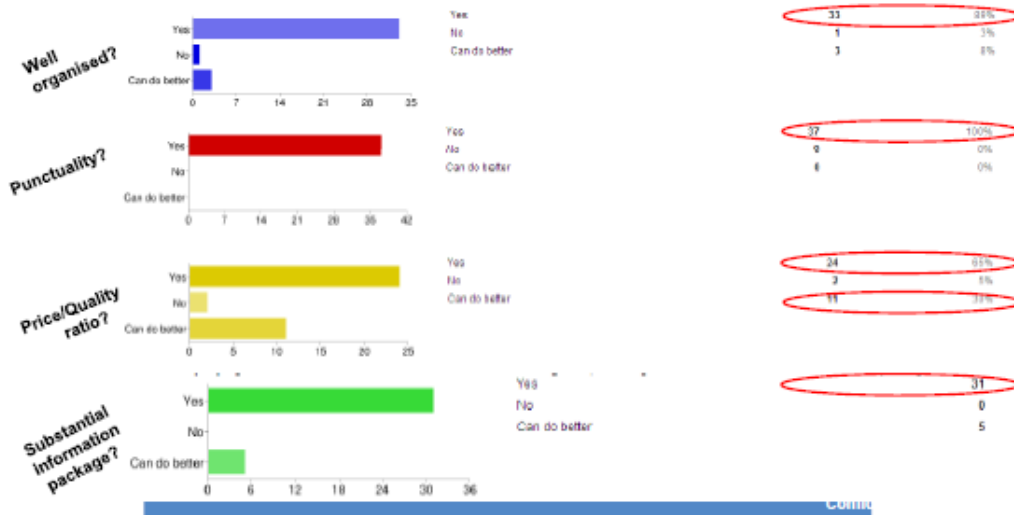 Well organised?
Yes
No
Can do better
0 7 14 21 28 35
Yes 33 89%
No 1 3%
Can do better 3 8%
Punctuality?
Yes
No
Can do better
0 7 14 21 28 35 42
Yes 37 100%
No 0%
Can do better 0%
Price/Quality ratio?
Yes
No
Can do better
0 5 10 15 20 25
Yes 24 65%
No 5%
Can do better 11
Substantial information package?
Yes
No
Can do better
0 6 12 18 24 30 36
Yes 31
No 0
Can do better 5